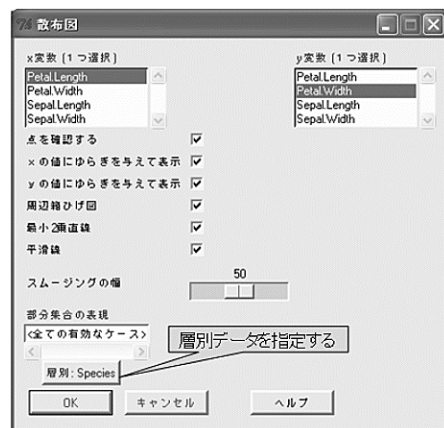 散布図
x変数 (1つ選択)
y変数 (1つ選択)
Petal.Length
Petal.Width
Sepal.Length
Sepal.Width
Petal.Length
Petal.Width
Sepal.Length
Sepal.Width
点を確認する
xの値にゆらぎを与えて表示
yの値にゆらぎを与えて表示
周辺箱ひげ図
最小2乗直線
平滑線
スムージングの幅
50
部分集合の表現
<全ての有効なケース>
層別データを指定する
層別: Species
OK
キャンセル
ヘルプ